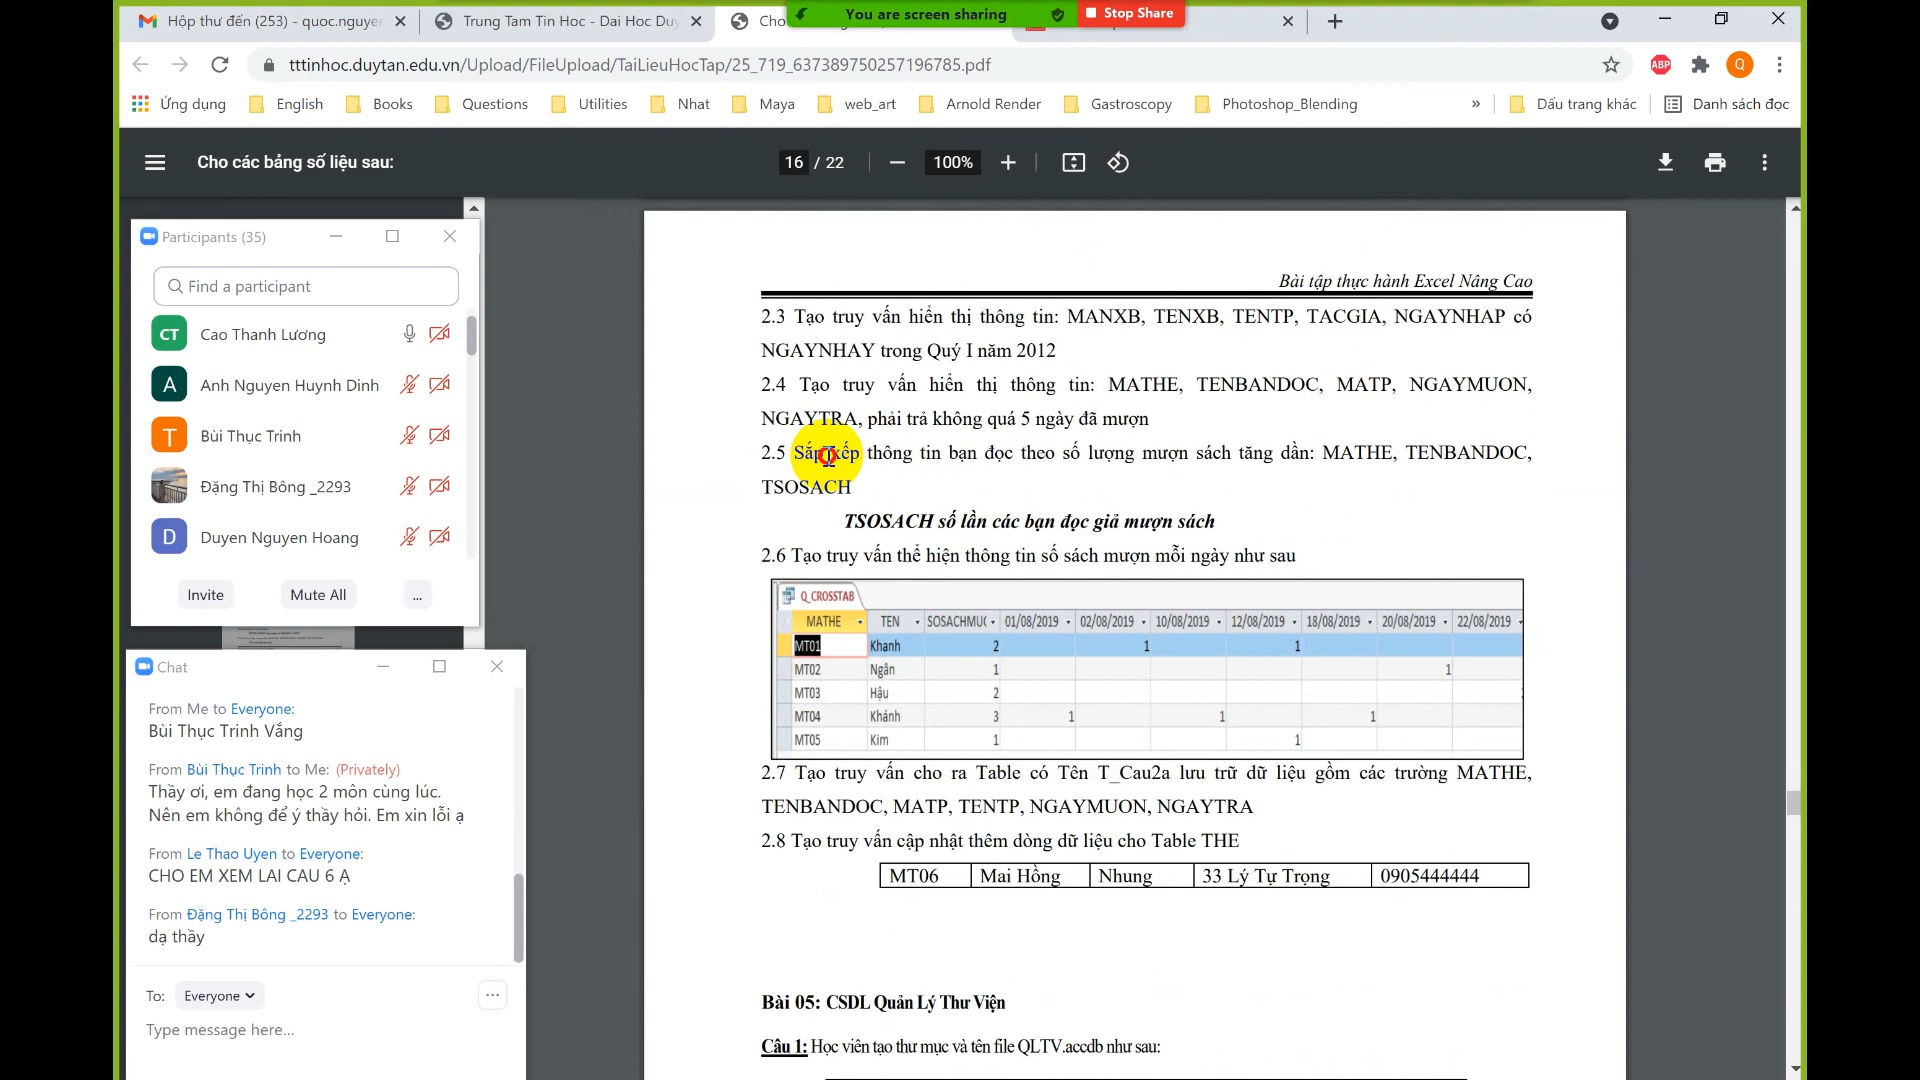 Hộp thư đến (253) - quoc.nguye
Trung Tam Tin Hoc - Dai Hoc Duy
Cho
You are screen sharing
Stop Share
tttinhoc.duytan.edu.vn/Upload/FileUpload/TaiLieuHocTap/25_719_637389750257196785.pdf
ABP
Q
Ứng dụng
English
Books
Questions
Utilities
Nhat
Maya
web_art
Arnold Render
Gastroscopy
Photoshop_Blending
»
Dấu trang khác
Danh sách đọc
Cho các bảng số liệu sau:
16 / 22
100%
Participants (35)
Find a participant
CT Cao Thanh Lương
A Anh Nguyen Huynh Dinh
T Bùi Thục Trinh
Đặng Thị Bông _2293
D Duyen Nguyen Hoang
Invite
Mute All
...
Chat
From Me to Everyone:
Bùi Thục Trinh Vắng
From Bùi Thục Trinh to Me: (Privately)
Thầy ơi, em đang học 2 môn cùng lúc.
Nên em không để ý thầy hỏi. Em xin lỗi ạ
From Le Thao Uyen to Everyone:
CHO EM XEM LAI CAU 6 Ạ
From Đặng Thị Bông _2293 to Everyone:
dạ thầy
To: Everyone
...
Type message here...
Bài tập thực hành Excel Nâng Cao
2.3 Tạo truy vấn hiển thị thông tin: MANXB, TENXB, TENTP, TACGIA, NGAYNHAP có
NGAYNHAY trong Quý I năm 2012
2.4 Tạo truy vấn hiển thị thông tin: MATHE, TENBANDOC, MATP, NGAYMUON,
NGAYTRA, phải trả không quá 5 ngày đã mượn
2.5 Sắp xếp thông tin bạn đọc theo số lượng mượn sách tăng dần: MATHE, TENBANDOC,
TSOSACH
TSOSACH số lần các bạn đọc giả mượn sách
2.6 Tạo truy vấn thể hiện thông tin số sách mượn mỗi ngày như sau
Q_CROSSTAB
MATHE TEN SOSACHMUC 01/08/2019 02/08/2019 10/08/2019 12/08/2019 18/08/2019 20/08/2019 22/08/2019
MT01 Khanh 2 1 1
MT02 Ngân 1 1
MT03 Hậu 2
MT04 Khánh 3 1 1 1
MT05 Kim 1 1
2.7 Tạo truy vấn cho ra Table có Tên T_Cau2a lưu trữ dữ liệu gồm các trường MATHE,
TENBANDOC, MATP, TENTP, NGAYMUON, NGAYTRA
2.8 Tạo truy vấn cập nhật thêm dòng dữ liệu cho Table THE
MT06 Mai Hồng Nhung 33 Lý Tự Trọng 0905444444
Bài 05: CSDL Quản Lý Thư Viện
Câu 1: Học viên tạo thư mục và tên file QLTV.accdb như sau: